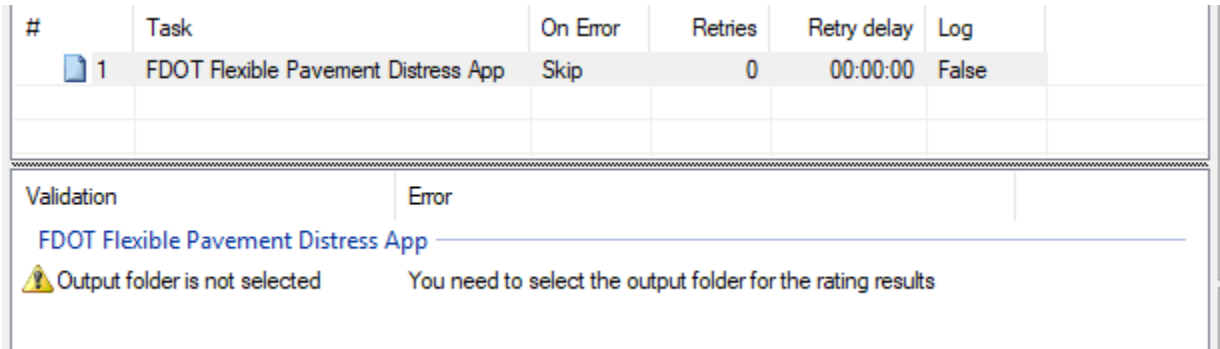 # Task On Error Retries Retry delay Log
1 FDOT Flexible Pavement Distress App Skip 0 00:00:00 False
Validation Error
FDOT Flexible Pavement Distress App
Output folder is not selected You need to select the output folder for the rating results